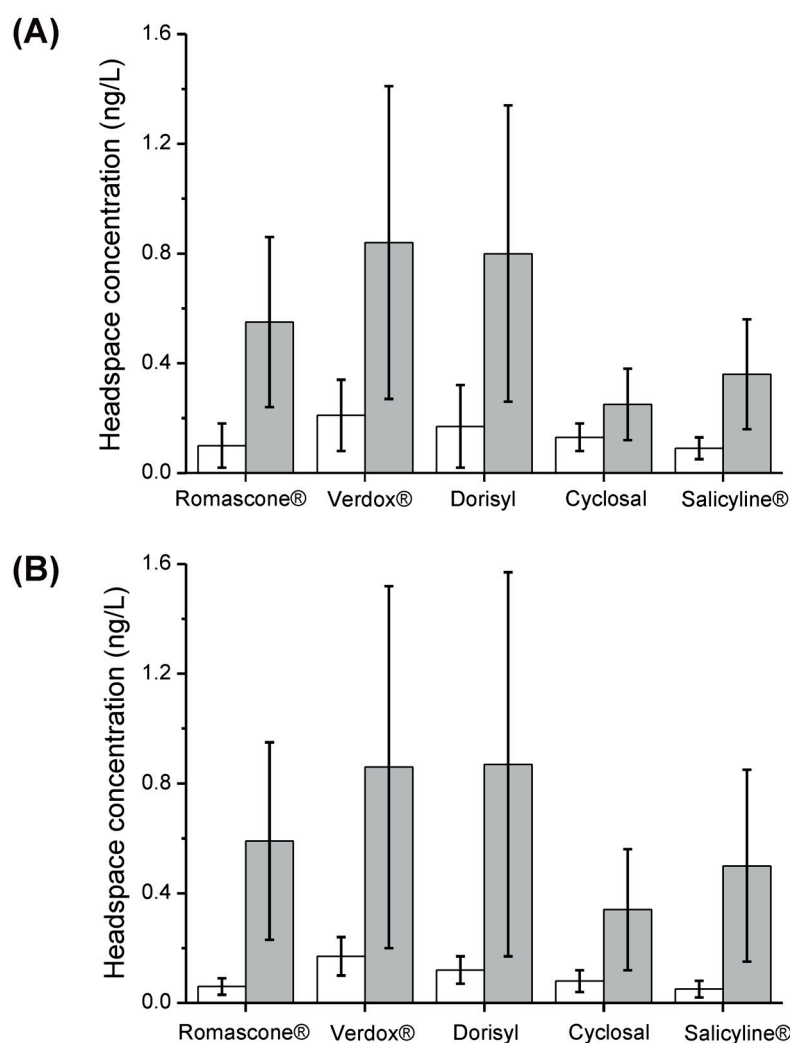 (A)
Headspace concentration (ng/L)
1.6
1.2
0.8
0.4
0.0
Romascone® Verdox® Dorisyl Cyclosal Salicyline®
(B)
Headspace concentration (ng/L)
1.6
1.2
0.8
0.4
0.0
Romascone® Verdox® Dorisyl Cyclosal Salicyline®